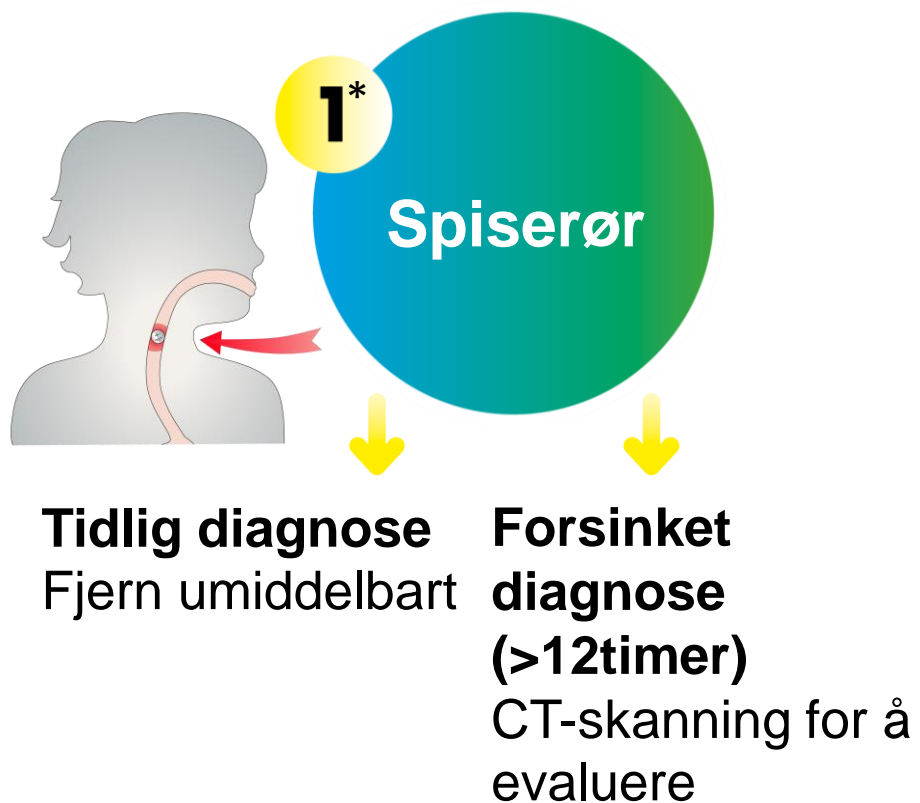 1*
Spiserør
Tidlig diagnose
Fjern umiddelbart
Forsinket
diagnose
(>12timer)
CT-skanning for å
evaluere